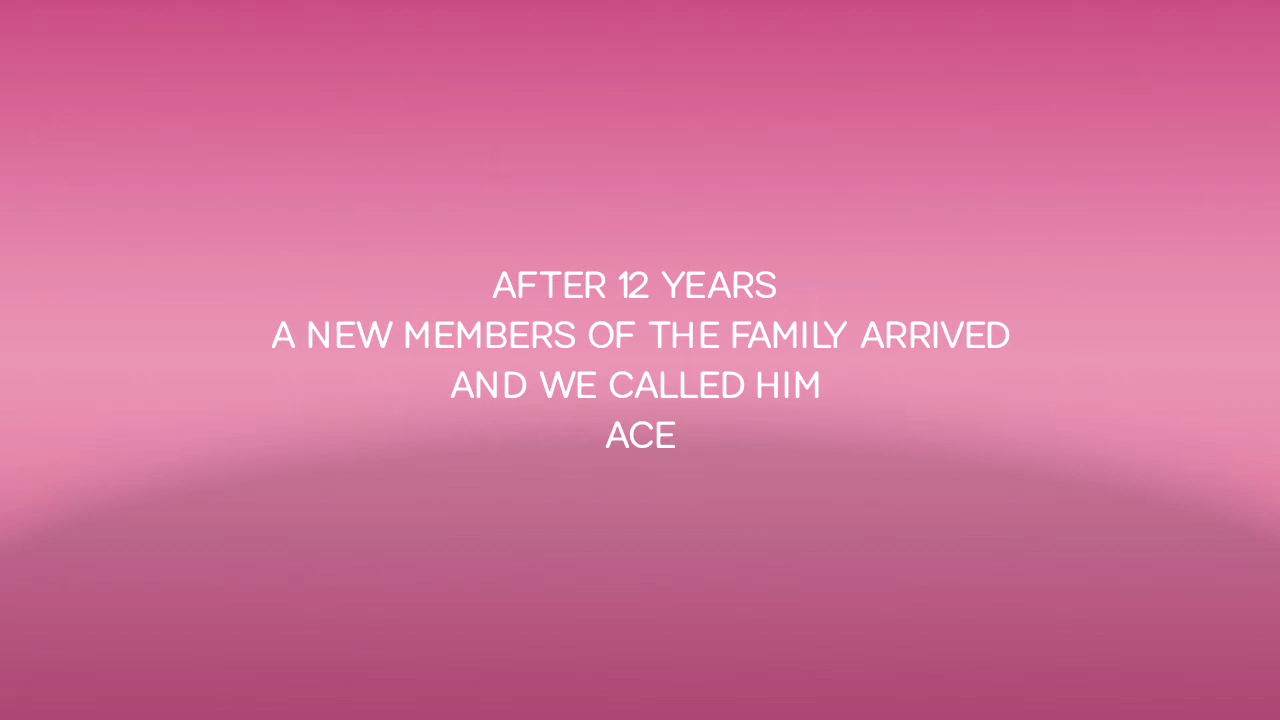 AFTER 12 YEARS
A NEW MEMBERS OF THE FAMILY ARRIVED
AND WE CALLED HIM
ACE